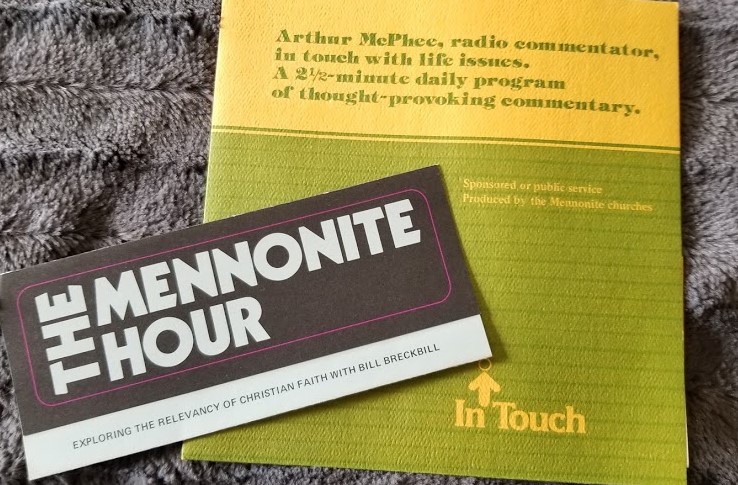 Arthur McPhee, radio commentator,
in touch with life issues.
A 2½-minute daily program
of thought-provoking commentary.
Sponsored or public service
Produced by the Mennonite churches
THE MENNONITE
HOUR
EXPLORING THE RELEVANCY OF CHRISTIAN FAITH WITH BILL BRECKBILL
In Touch